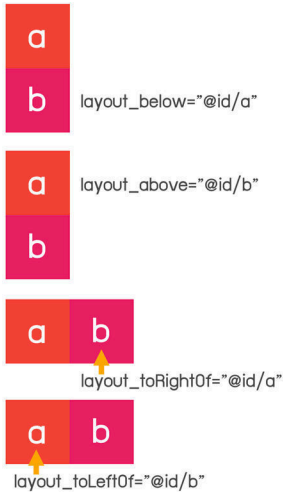 a
b layout_below="@id/a"
a layout_above="@id/b"
b
a b
layout_toRightOf="@id/a"
a b
layout_toLeftOf="@id/b"